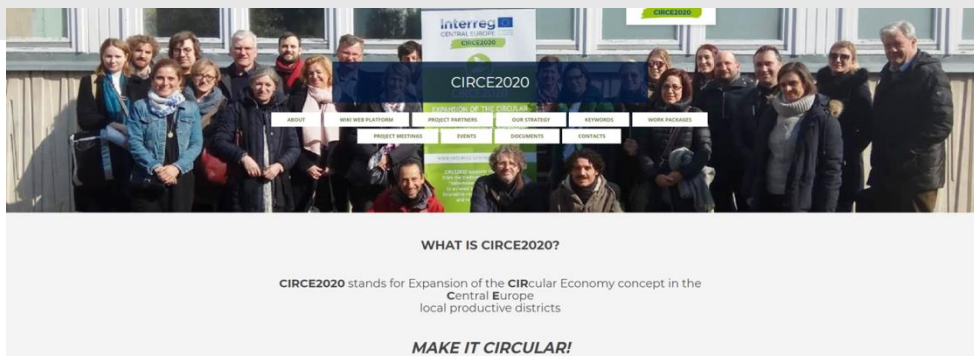 CIRCE2020
Interreg
CENTRAL EUROPE
CIRCE2020
CIRCE2020
EXPANSION OF THE CIRCULAR
ABOUT
WIKI WEB PLATFORM
PROJECT PARTNERS
OUR STRATEGY
KEYWORDS
WORK PACKAGES
PROJECT MEETINGS
EVENTS
DOCUMENTS
CONTACTS
WHAT IS CIRCE2020?
CIRCE2020 stands for Expansion of the CIRcular Economy concept in the
Central Europe
local productive districts
MAKE IT CIRCULAR!